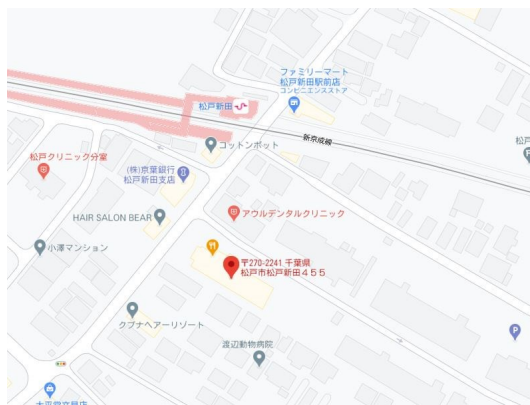 ファミリーマート
松戸新田駅前店
コンビニエンスストア
松戸新田
新京成線
コットンポット
松戸
松戸クリニック分室
(株)京葉銀行
松戸新田支店
HAIR SALON BEAR
アウルデンタルクリニック
小澤マンション
〒270-2241 千葉県
松戸市松戸新田455
クプナヘアーリゾート
渡辺動物病院
P